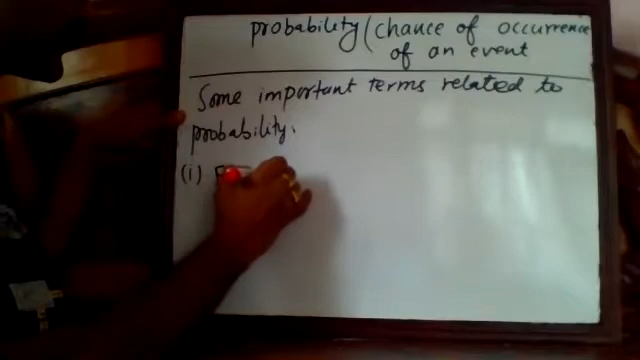 probability (chance of occurrence
of an event
Some important terms related to
probability.
(i)